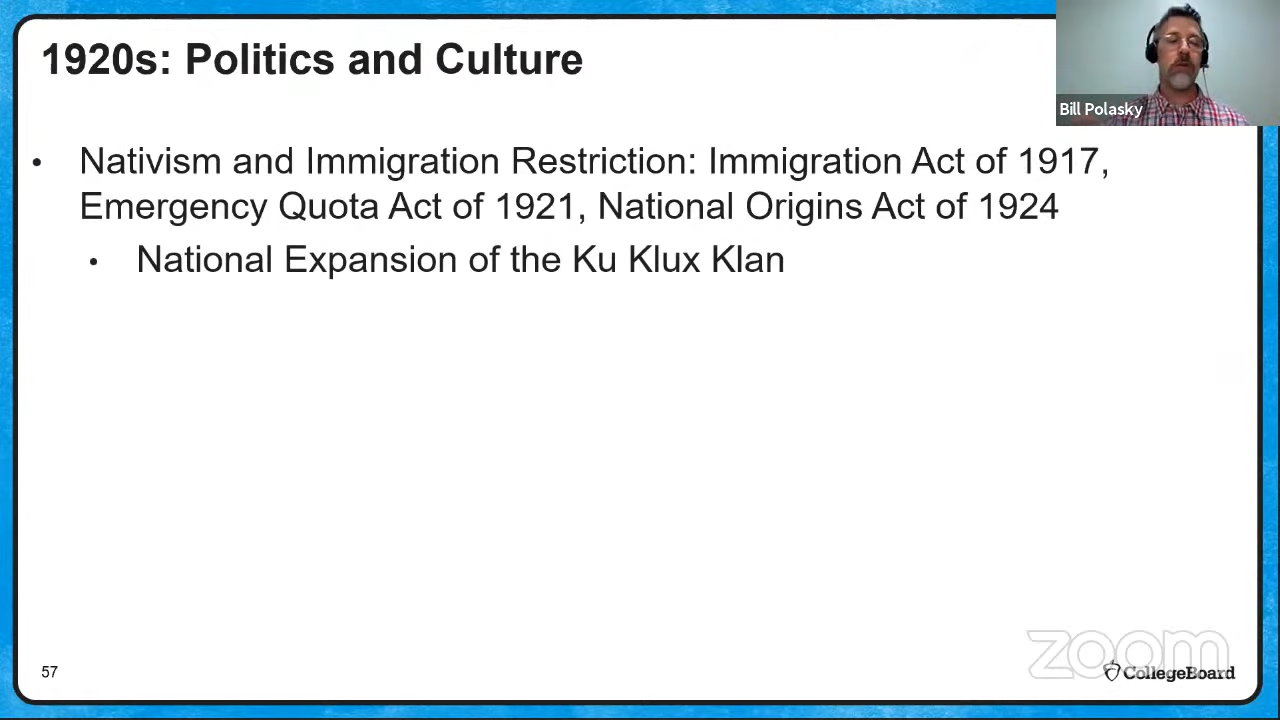 1920s: Politics and Culture
Bill Polasky
• Nativism and Immigration Restriction: Immigration Act of 1917,
Emergency Quota Act of 1921, National Origins Act of 1924
• National Expansion of the Ku Klux Klan
57
zoom
CollegeBoard